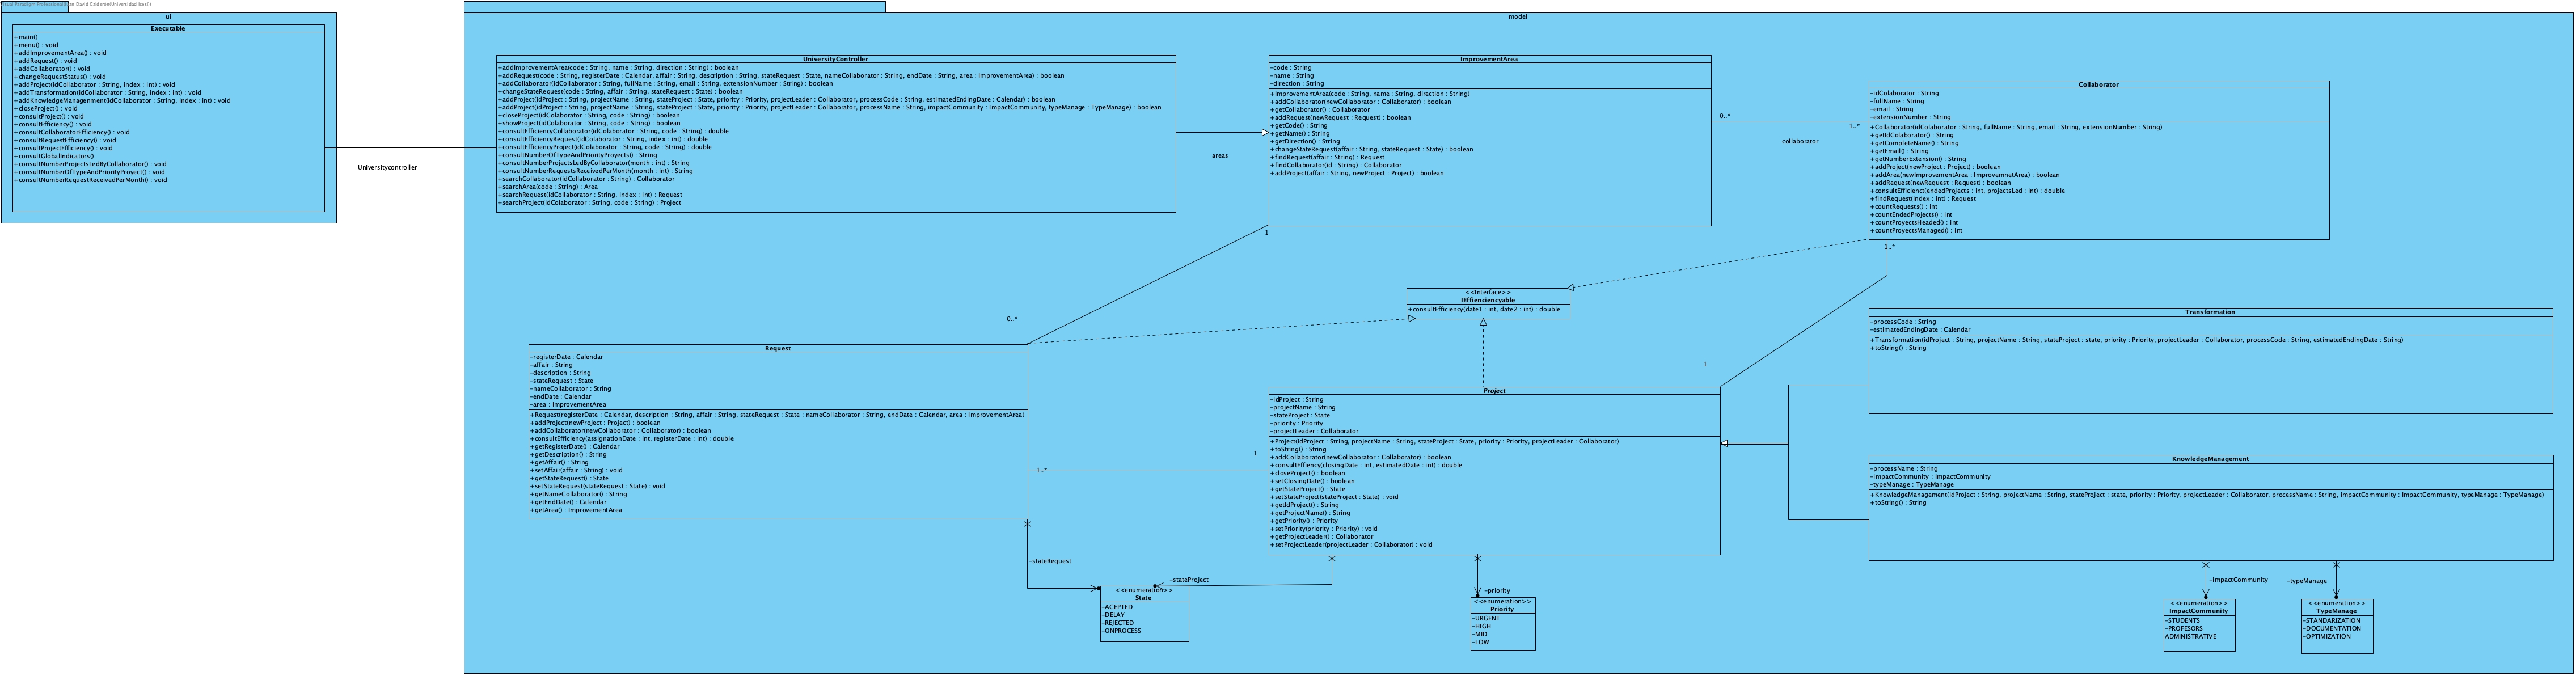 Visual Paradigm Professional(Juan David Calderón(Universidad Icesi))
ui
Executable
+main()
+menu() : void
+addImprovementArea() : void
+addRequest() : void
+addCollaborator() : void
+changeRequestStatus() : void
+addProject(idCollaborator : String, index : int) : void
+addTransformation(idCollaborator : String, index : int) : void
+addKnowledgeManagenment(idCollaborator : String, index : int) : void
+closeProject() : void
+consultProject() : void
+consultEfficiency() : void
+consultCollaboratorEfficiency() : void
+consultRequestEfficiency() : void
+consultProjectEfficiency() : void
+consultGlobalIndicators()
+consultNumberProjectsLedByCollaborator() : void
+consultNumberOfTypeAndPriorityProyect() : void
+consultNumberRequestReceivedPerMonth() : void
Universitycontroller
model
UniversityController
+addImprovementArea(code : String, name : String, direction : String) : boolean
+addRequest(code : String, registerDate : Calendar, affair : String, description : String, stateRequest : State, nameCollaborator : String, endDate : String, area : ImprovementArea) : boolean
+addCollaborator(idCollaborator : String, fullName : String, email : String, extensionNumber : String) : boolean
+changeStateRequest(code : String, affair : String, stateRequest : State) : boolean
+addProject(idProject : String, projectName : String, stateProject : State, priority : Priority, projectLeader : Collaborator, processCode : String, estimatedEndingDate : Calendar) : boolean
+addProject(idProject : String, projectName : String, stateProject : State, priority : Priority, projectLeader : Collaborator, processName : String, impactCommunity : ImpactCommunity, typeManage : TypeManage) : boolean
+closeProject(idColaborator : String, code : String) : boolean
+showProject(idColaborator : String, code : String) : boolean
+consultEfficiencyCollaborator(idColaborator : String, code : String) : double
+consultEfficiencyRequest(idColaborator : String, index : int) : double
+consultEfficiencyProject(idColaborator : String, code : String) : double
+consultNumberOfTypeAndPriorityProyects() : String
+consultNumberProjectsLedByCollaborator(month : int) : String
+consultNumberRequestsReceivedPerMonth(month : int) : String
+searchCollaborator(idCollaborator : String) : Collaborator
+searchArea(code : String) : Area
+searchRequest(idCollaborator : String, index : int) : Request
+searchProject(idColaborator : String, code : String) : Project
areas
ImprovementArea
-code : String
-name : String
-direction : String
+ImprovementArea(code : String, name : String, direction : String)
+addCollaborator(newCollaborator : Collaborator) : boolean
+getCollaborator() : Collaborator
+addRequest(newRequest : Request) : boolean
+getCode() : String
+getName() : String
+getDirection() : String
+changeStateRequest(affair : String, stateRequest : State) : boolean
+findRequest(affair : String) : Request
+findCollaborator(id : String) : Collaborator
+addProject(affair : String, newProject : Project) : boolean
0..*
1..*
collaborator
Collaborator
-idColaborator : String
-fullName : String
-email : String
-extensionNumber : String
+Collaborator(idColaborator : String, fullName : String, email : String, extensionNumber : String)
+getIdColaborator() : String
+getCompleteName() : String
+getEmail() : String
+getNumberExtension() : String
+addProject(newProject : Project) : boolean
+addArea(newImprovementArea : ImprovemnetArea) : boolean
+addRequest(newRequest : Request) : boolean
+consultEfficienct(endedProjects : int, projectsLed : int) : double
+findRequest(index : int) : Request
+countRequests() : int
+countEndedProjects() : int
+countProyectsHeaded() : int
+countProyectsManaged() : int
1
1..*
<<Interface>>
IEffienciencyable
+consultEfficiency(date1 : int, date2 : int) : double
0..*
Request
-registerDate : Calendar
-affair : String
-description : String
-stateRequest : State
-nameCollaborator : String
-endDate : Calendar
-area : ImprovementArea
+Request(registerDate : Calendar, description : String, affair : String, stateRequest : State : nameCollaborator : String, endDate : Calendar, area : ImprovementArea)
+addProject(newProject : Project) : boolean
+addCollaborator(newCollaborator : Collaborator) : boolean
+consultEfficiency(assignationDate : int, registerDate : int) : double
+getRegisterDate() : Calendar
+getDescription() : String
+getAffair() : String
+setAffair(affair : String) : void
+getStateRequest() : State
+setStateRequest(stateRequest : State) : void
+getNameCollaborator() : String
+getEndDate() : Calendar
+getArea() : ImprovementArea
1..*
1
1
Project
-idProject : String
-projectName : String
-stateProject : State
-priority : Priority
-projectLeader : Collaborator
+Project(idProject : String, projectName : String, stateProject : State, priority : Priority, projectLeader : Collaborator)
+toString() : String
+addCollaborator(newCollaborator : Collaborator) : boolean
+consultEffiency(closingDate : int, estimatedDate : int) : double
+closeProject() : boolean
+setClosingDate() : boolean
+getStateProject() : State
+setStateProject(stateProject : State) : void
+getIdProject() : String
+getProjectName() : String
+getPriority() : Priority
+setPriority(priority : Priority) : void
+getProjectLeader() : Collaborator
+setProjectLeader(projectLeader : Collaborator) : void
Transformation
-processCode : String
-estimatedEndingDate : Calendar
+Transformation(idProject : String, projectName : String, stateProject : state, priority : Priority, projectLeader : Collaborator, processCode : String, estimatedEndingDate : String)
+toString() : String
KnowledgeManagement
-processName : String
-impactCommunity : ImpactCommunity
-typeManage : TypeManage
+KnowledgeManagement(idProject : String, projectName : String, stateProject : state, priority : Priority, projectLeader : Collaborator, processName : String, impactCommunity : ImpactCommunity, typeManage : TypeManage)
+toString() : String
-stateRequest
-stateProject
-priority
-impactCommunity
-typeManage
<<enumeration>>
State
-ACEPTED
-DELAY
-REJECTED
-ONPROCESS
<<enumeration>>
Priority
-URGENT
-HIGH
-MID
-LOW
<<enumeration>>
ImpactCommunity
-STUDENTS
-PROFESORS
ADMINISTRATIVE
<<enumeration>>
TypeManage
-STANDARIZATION
-DOCUMENTATION
-OPTIMIZATION